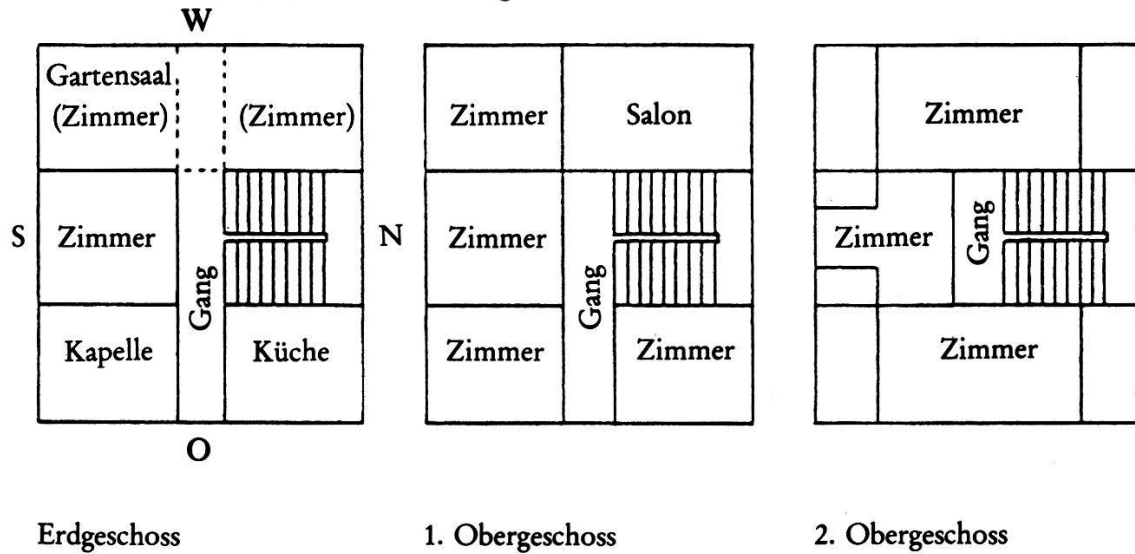 W
Gartensaal
(Zimmer)
(Zimmer)
S
Zimmer
Gang
N
Kapelle
Küche
O
Erdgeschoss
Zimmer
Salon
Zimmer
Gang
Zimmer
Zimmer
1. Obergeschoss
Zimmer
Zimmer
Gang
Zimmer
2. Obergeschoss